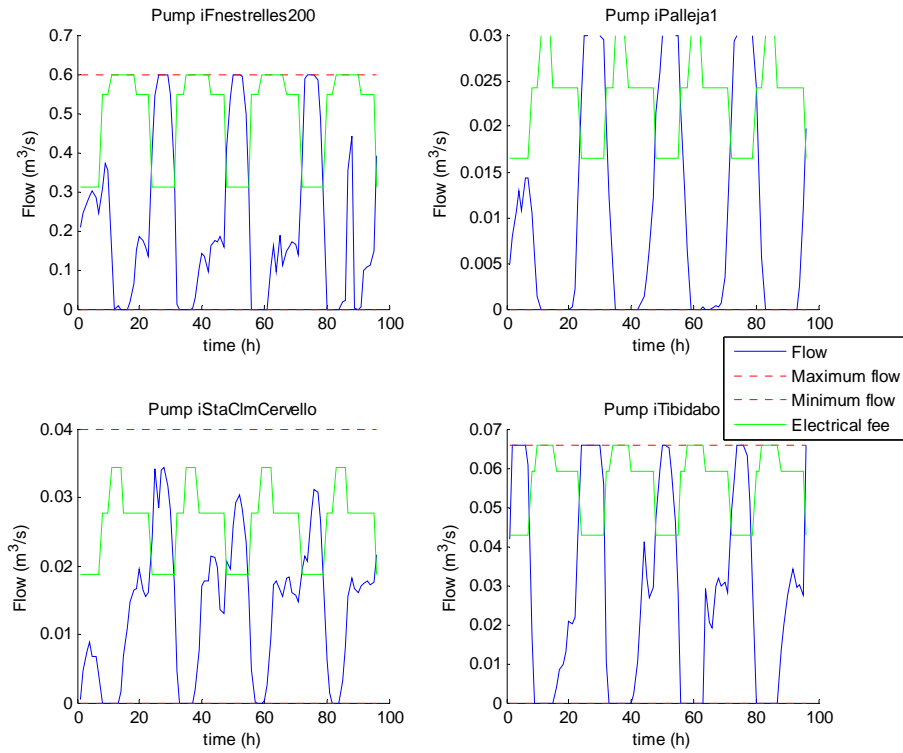 Pump iFnestrelles200
0.7
0.6
0.5
0.4
0.3
0.2
0.1
0
Flow (m³/s)
0 20 40 60 80 100
time (h)
Pump iPalleja1
0.03
0.025
0.02
0.015
0.01
0.005
0
Flow (m³/s)
0 20 40 60 80 100
time (h)
Flow
Maximum flow
Minimum flow
Electrical fee
Pump iStaClmCervello
0.04
0.03
0.02
0.01
0
Flow (m³/s)
0 20 40 60 80 100
time (h)
Pump iTibidabo
0.07
0.06
0.05
0.04
0.03
0.02
0.01
0
Flow (m³/s)
0 20 40 60 80 100
time (h)